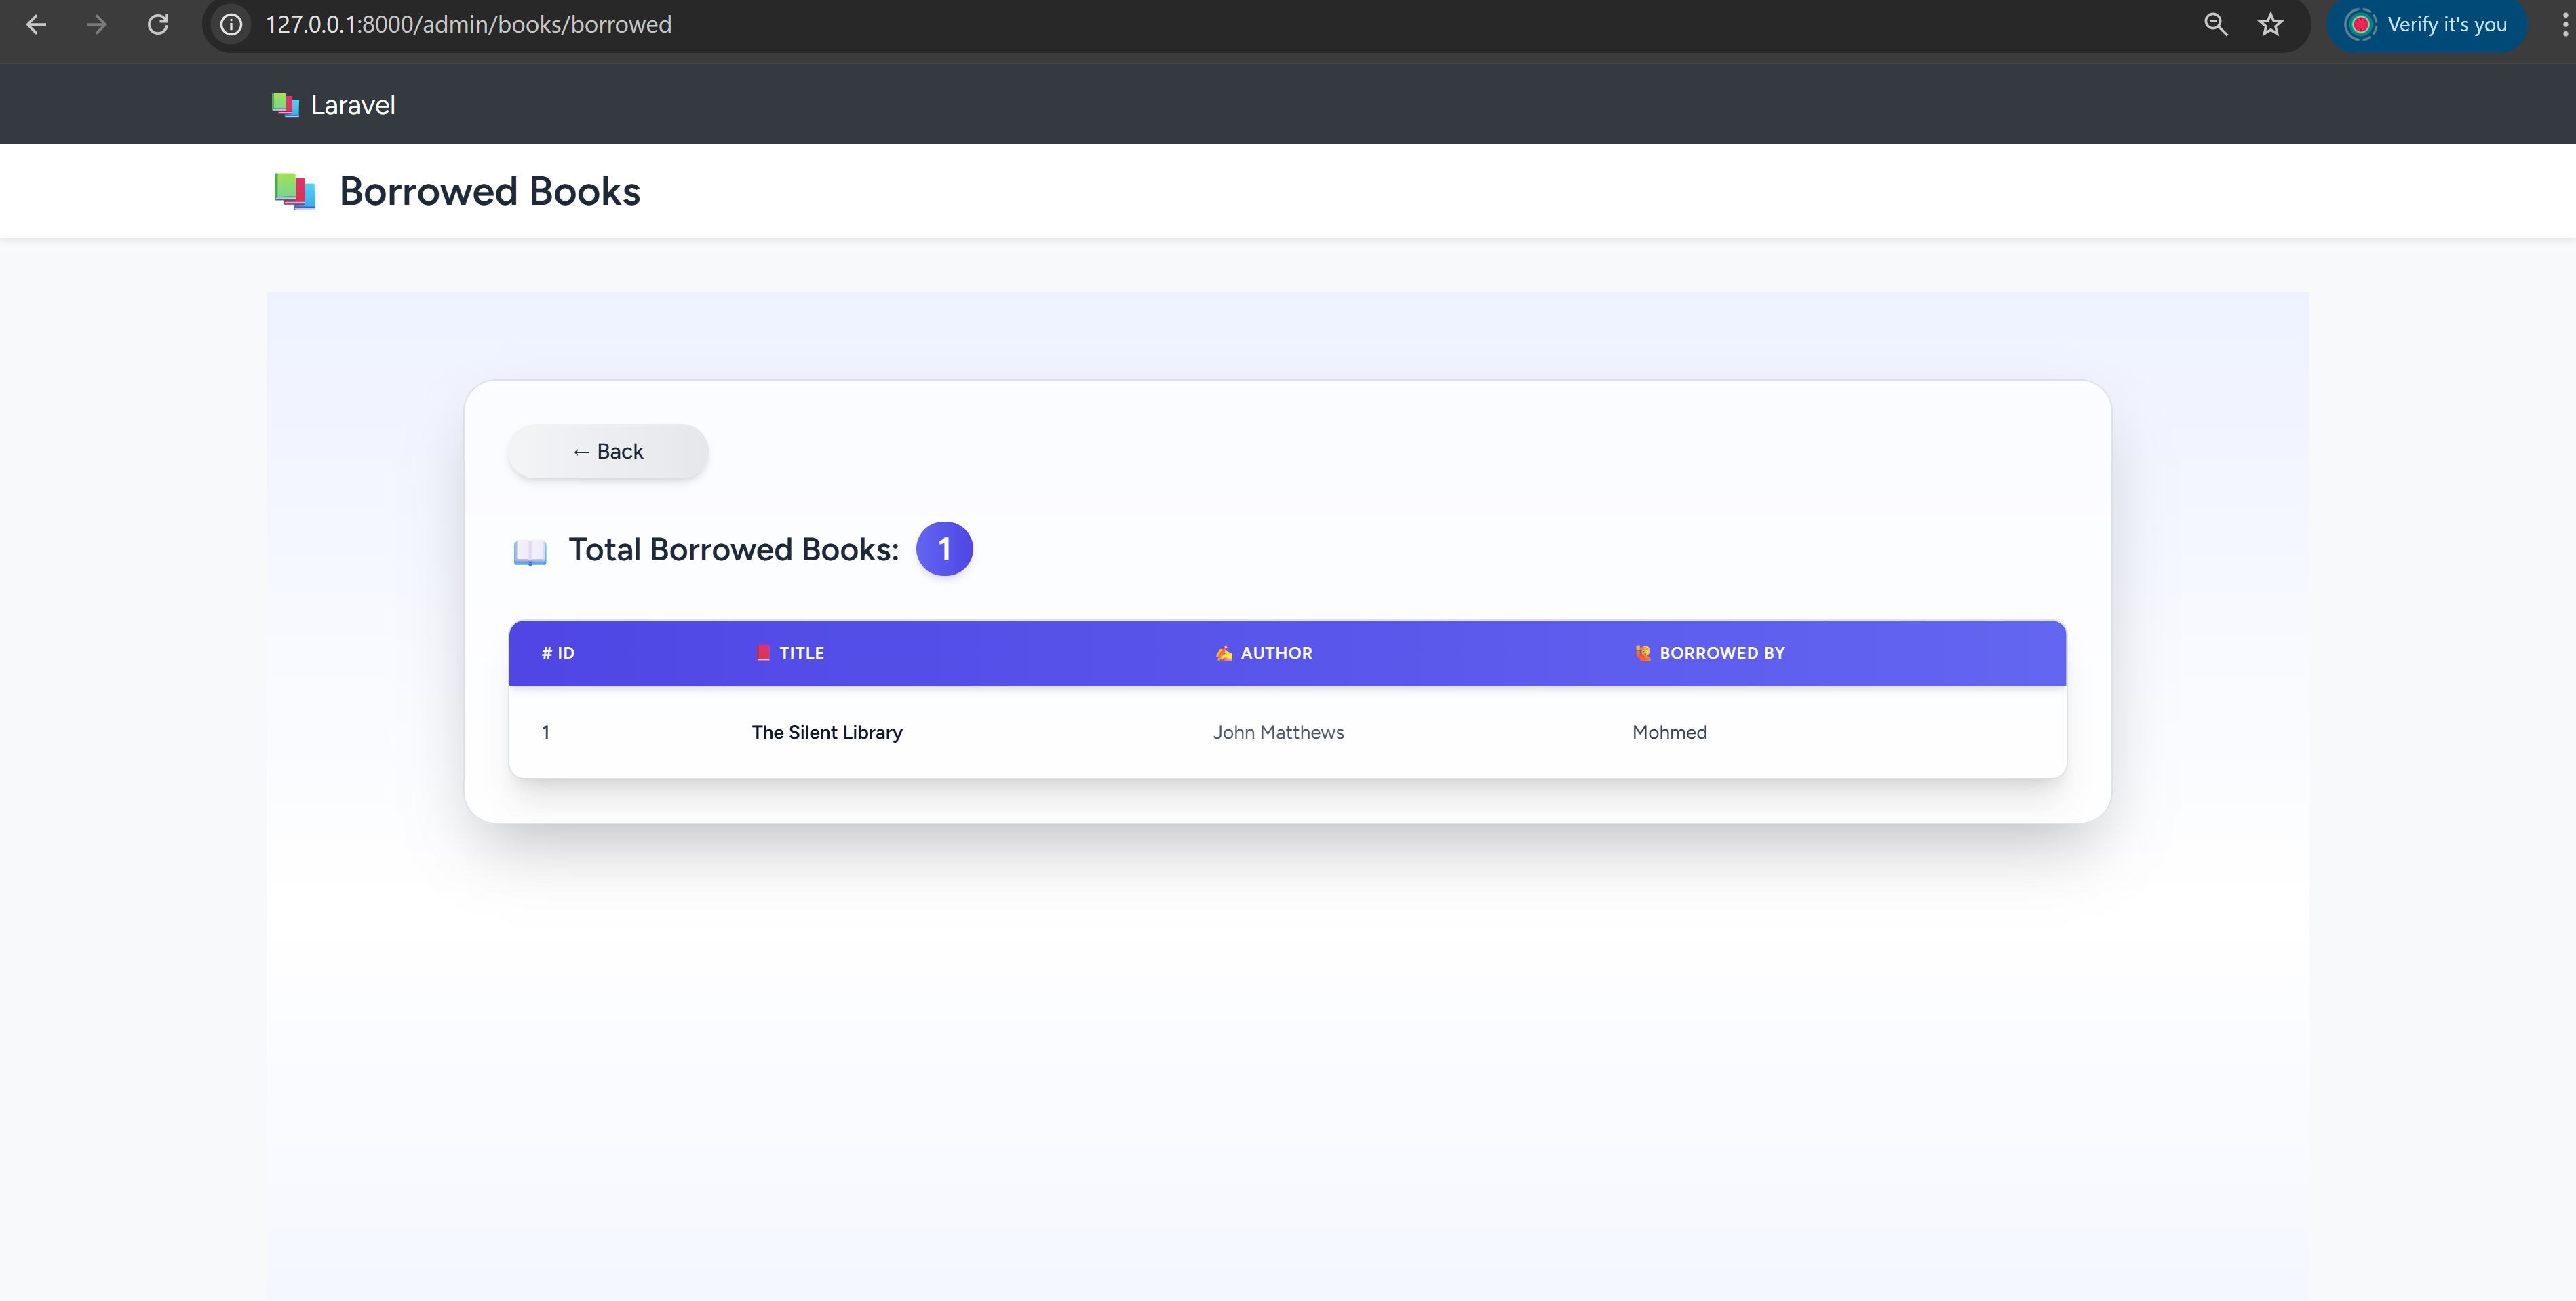 127.0.0.1:8000/admin/books/borrowed
Verify it's you
Laravel
Borrowed Books
← Back
Total Borrowed Books: 1
# ID TITLE AUTHOR BORROWED BY
1 The Silent Library John Matthews Mohmed